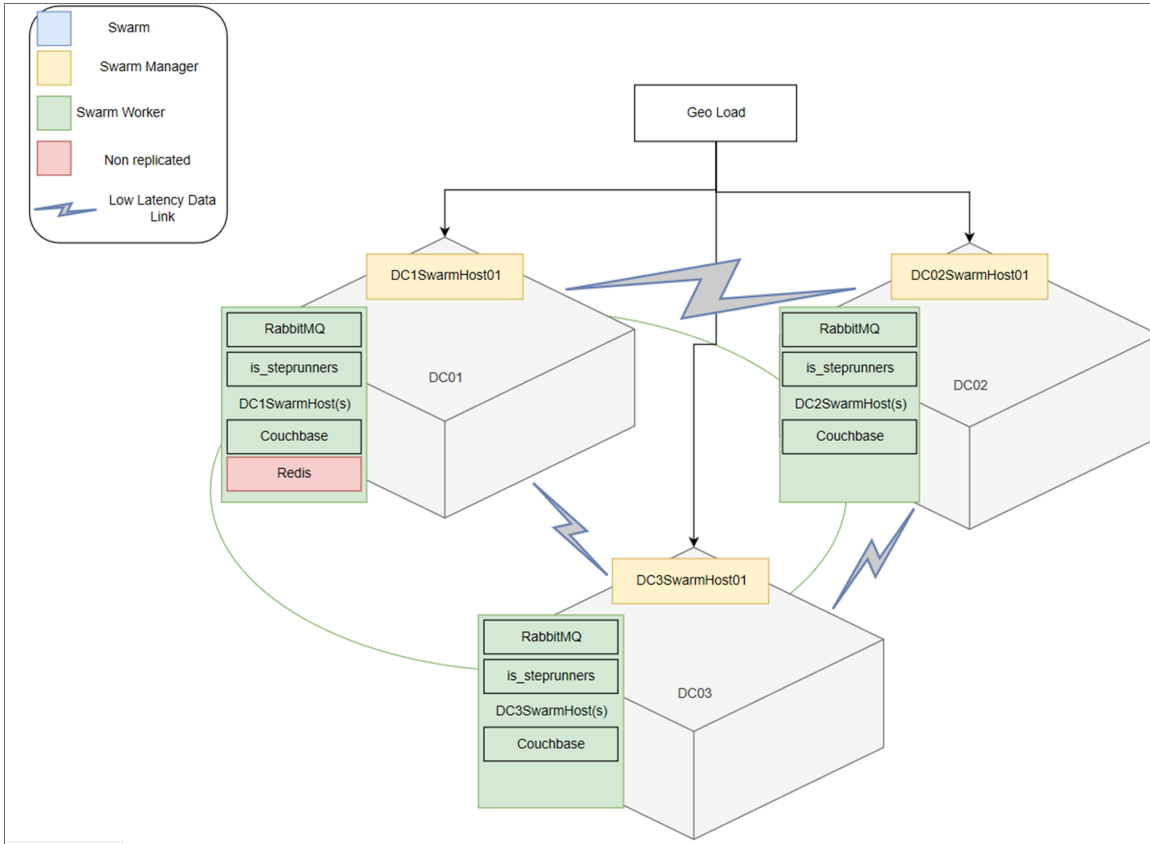 Swarm
Swarm Manager
Swarm Worker
Non replicated
Low Latency Data
Link
Geo Load
DC1SwarmHost01
DC02SwarmHost01
RabbitMQ
is_steprunners
DC1SwarmHost(s)
Couchbase
Redis
DC01
RabbitMQ
is_steprunners
DC2SwarmHost(s)
Couchbase
DC02
DC3SwarmHost01
RabbitMQ
is_steprunners
DC3SwarmHost(s)
Couchbase
DC03